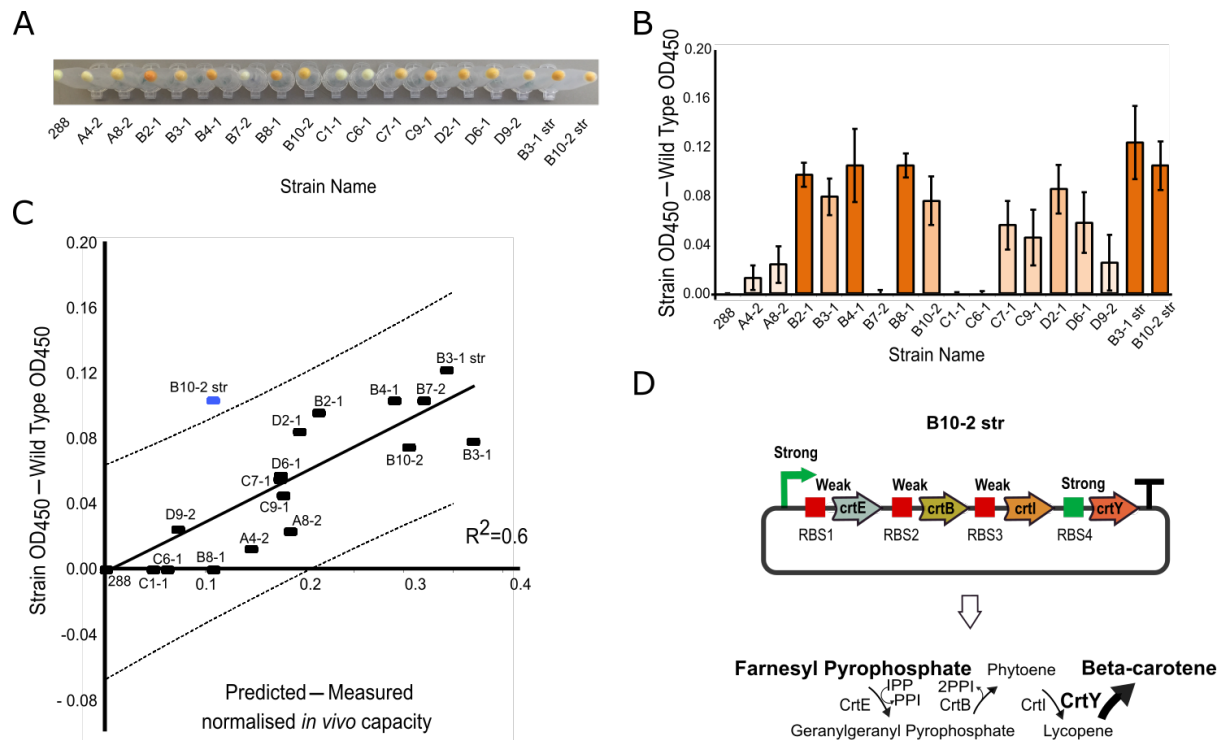 A
288 A4-2 A8-2 B2-1 B3-1 B4-1 B7-2 B8-1 B10-2 C1-1 C6-1 C7-1 C9-1 D2-1 D6-1 D9-2 B3-1 str B10-2 str
Strain Name
B
Strain OD450 — Wild Type OD450
0.20
0.16
0.12
0.08
0.04
0.00
288 A4-2 A8-2 B2-1 B3-1 B4-1 B7-2 B8-1 B10-2 C1-1 C6-1 C7-1 C9-1 D2-1 D6-1 D9-2 B3-1 str B10-2 str
Strain Name
C
Strain OD450 — Wild Type OD450
0.20
0.16
0.12
0.08
0.04
0.00
-0.04
- 0.08
B3-1 str
B10-2 str
B4-1
B7-2
B2-1
D2-1
B10-2
B3-1
D6-1
C7-1
C9-1
D9-2
A8-2
A4-2
R²=0.6
C6-1
B8-1
288
C1-1
0.1
0.2
0.3
0.4
Predicted — Measured
normalised in vivo capacity
D
B10-2 str
Strong
Weak Weak Weak Strong
crtE crtB crtI crtY
RBS1 RBS2 RBS3 RBS4
Farnesyl Pyrophosphate Phytoene Beta-carotene
IPP 2PPI
PPI
CrtE CrtB CrtI CrtY
Geranylgeranyl Pyrophosphate Lycopene